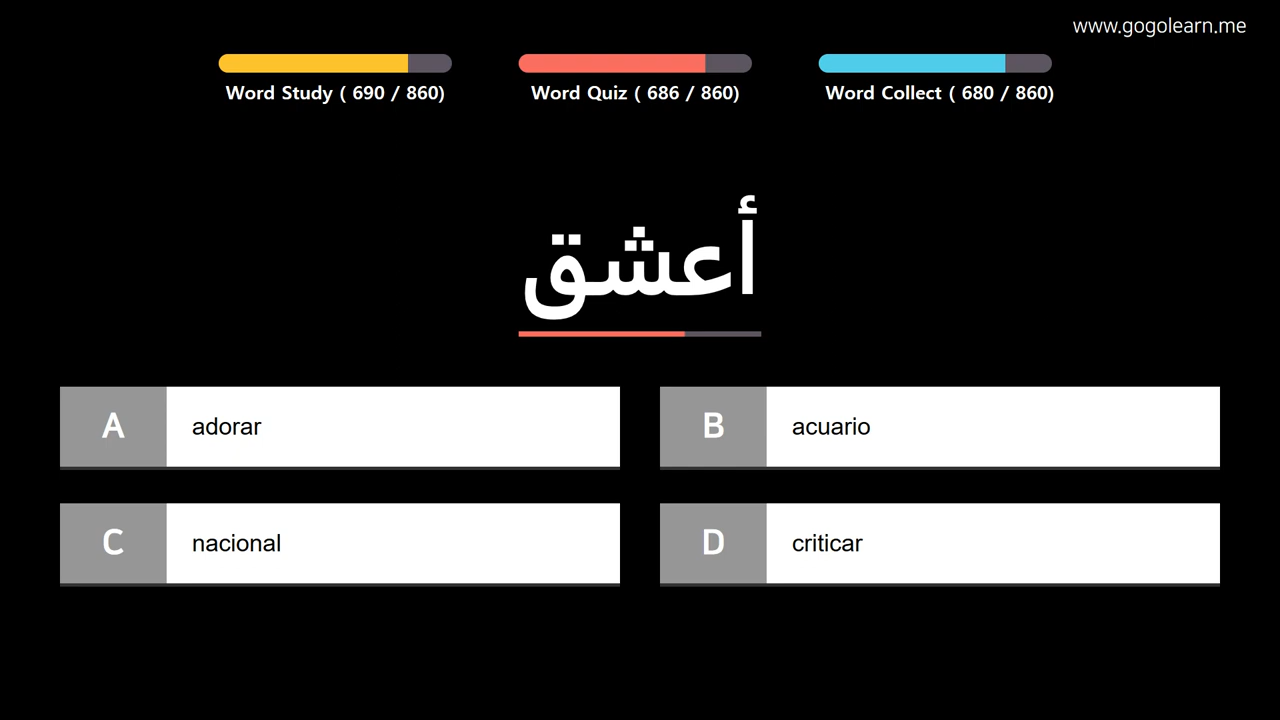 www.gogolearn.me
Word Study ( 690 / 860)
Word Quiz ( 686 / 860)
Word Collect ( 680 / 860)
أعشق
A adorar
B acuario
C nacional
D criticar